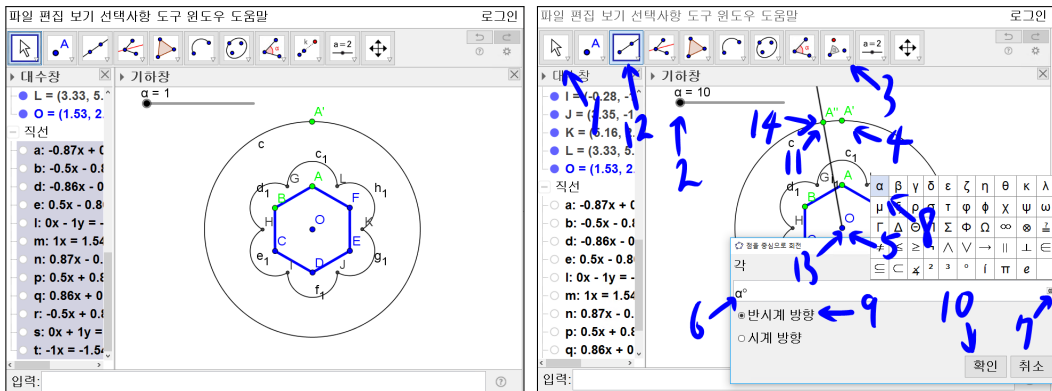 파일 편집 보기 선택사항 도구 윈도우 도움말 로그인
a=2
대수창
기하창
L = (3.33, 5.
O = (1.53, 2.
직선
a: -0.87x + 0
b: -0.5x - 0.8
d: -0.86x - 0
e: 0.5x - 0.8
l: 0x - 1y = -
m: 1x = 1.54
n: 0.87x - 0.
p: 0.5x + 0.8
q: 0.86x + 0
r: -0.5x + 0.8
s: 0x + 1y =
t: -1x = -1.54
입력:
α = 1
A'
c
c₁
G A L
d₁ h₁
B F
H O K
C E
e₁ g₁
I D J
f₁
파일 편집 보기 선택사항 도구 윈도우 도움말 로그인
a=2
기하창
I = (-0.28, -
J = (3.35, -1
K = (5.16,
L = (3.33, 5.
O = (1.53, 2.
직선
a: -0.87x + 0
b: -0.5x - 0.8
d: -0.86x - 0
e: 0.5x - 0.8
l: 0x - 1y = -
m: 1x = 1.54
n: 0.87x - 0.
p: 0.5x + 0.8
q: 0.86x + 0
입력:
α = 10
A'' A'
c
c₁
G A
d₁
B
H O
α β γ δ ε ζ η θ κ λ
μ ρ σ τ φ ϕ χ ψ ω
Γ Δ Θ Π Σ Φ Ω ∞ ⊗
≤ ≥ ¬ ∧ ∨ → ∥ ⊥ ∈
⊆ ⊂ ∡ ² ³ ° í π e
점을 중심으로 회전
각
α°
반시계 방향
시계 방향
확인 취소
1
2
3
4
5
6
7
8
9
10
11
12
13
14